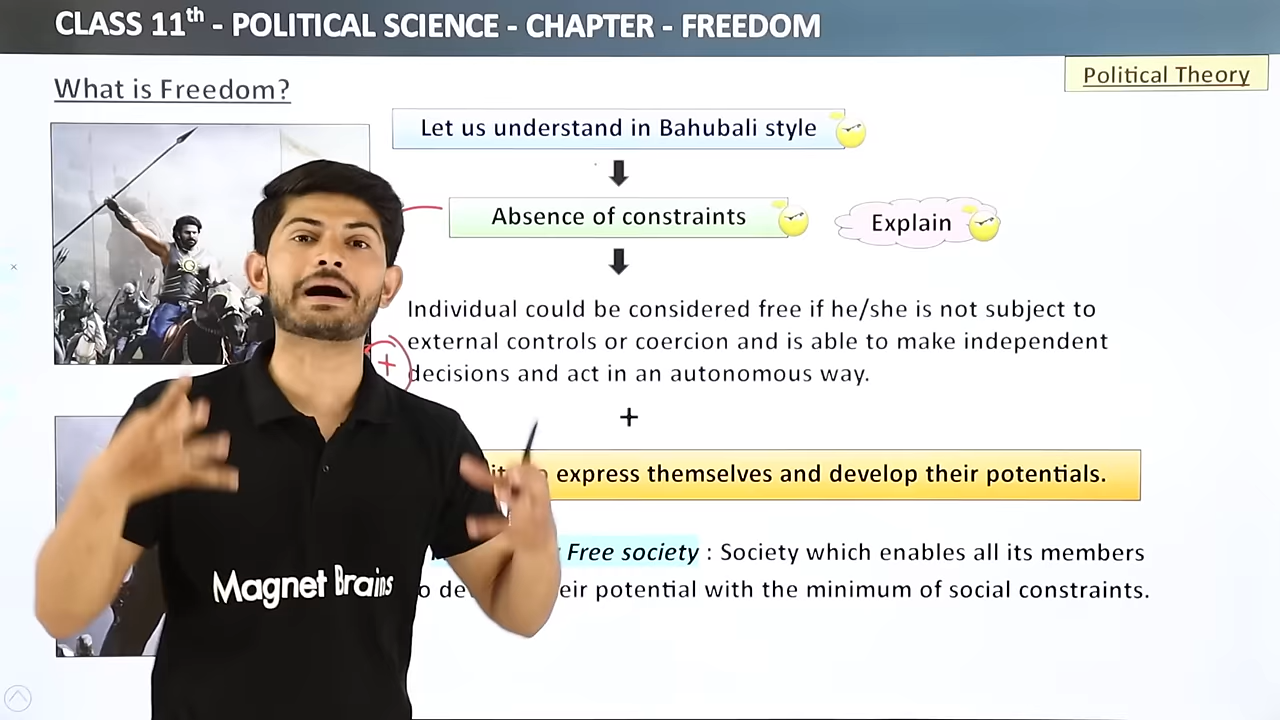 CLASS 11th - POLITICAL SCIENCE - CHAPTER - FREEDOM
Political Theory
What is Freedom?
Let us understand in Bahubali style
Absence of constraints
Explain
Individual could be considered free if he/she is not subject to
external controls or coercion and is able to make independent
+
decisions and act in an autonomous way.
+
express themselves and develop their potentials.
Free society : Society which enables all its members
potential with the minimum of social constraints.
Magnet Brains